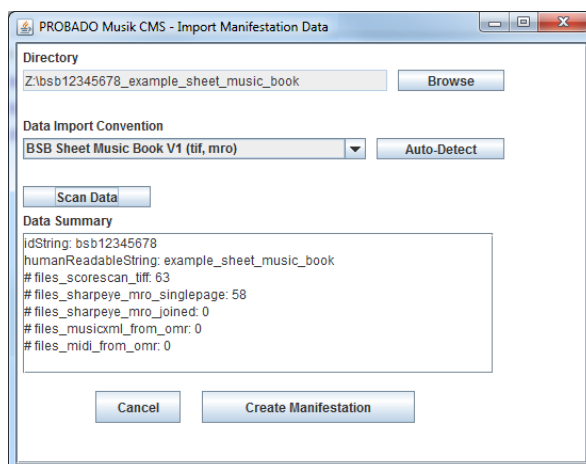 PROBADO Musik CMS - Import Manifestation Data
Directory
Z:\bsb12345678_example_sheet_music_book
Browse
Data Import Convention
BSB Sheet Music Book V1 (tif, mro)
Auto-Detect
Scan Data
Data Summary
idString: bsb12345678
humanReadableString: example_sheet_music_book
# files_scorescan_tiff: 63
# files_sharpeye_mro_singlepage: 58
# files_sharpeye_mro_joined: 0
# files_musicxml_from_omr: 0
# files_midi_from_omr: 0
Cancel
Create Manifestation